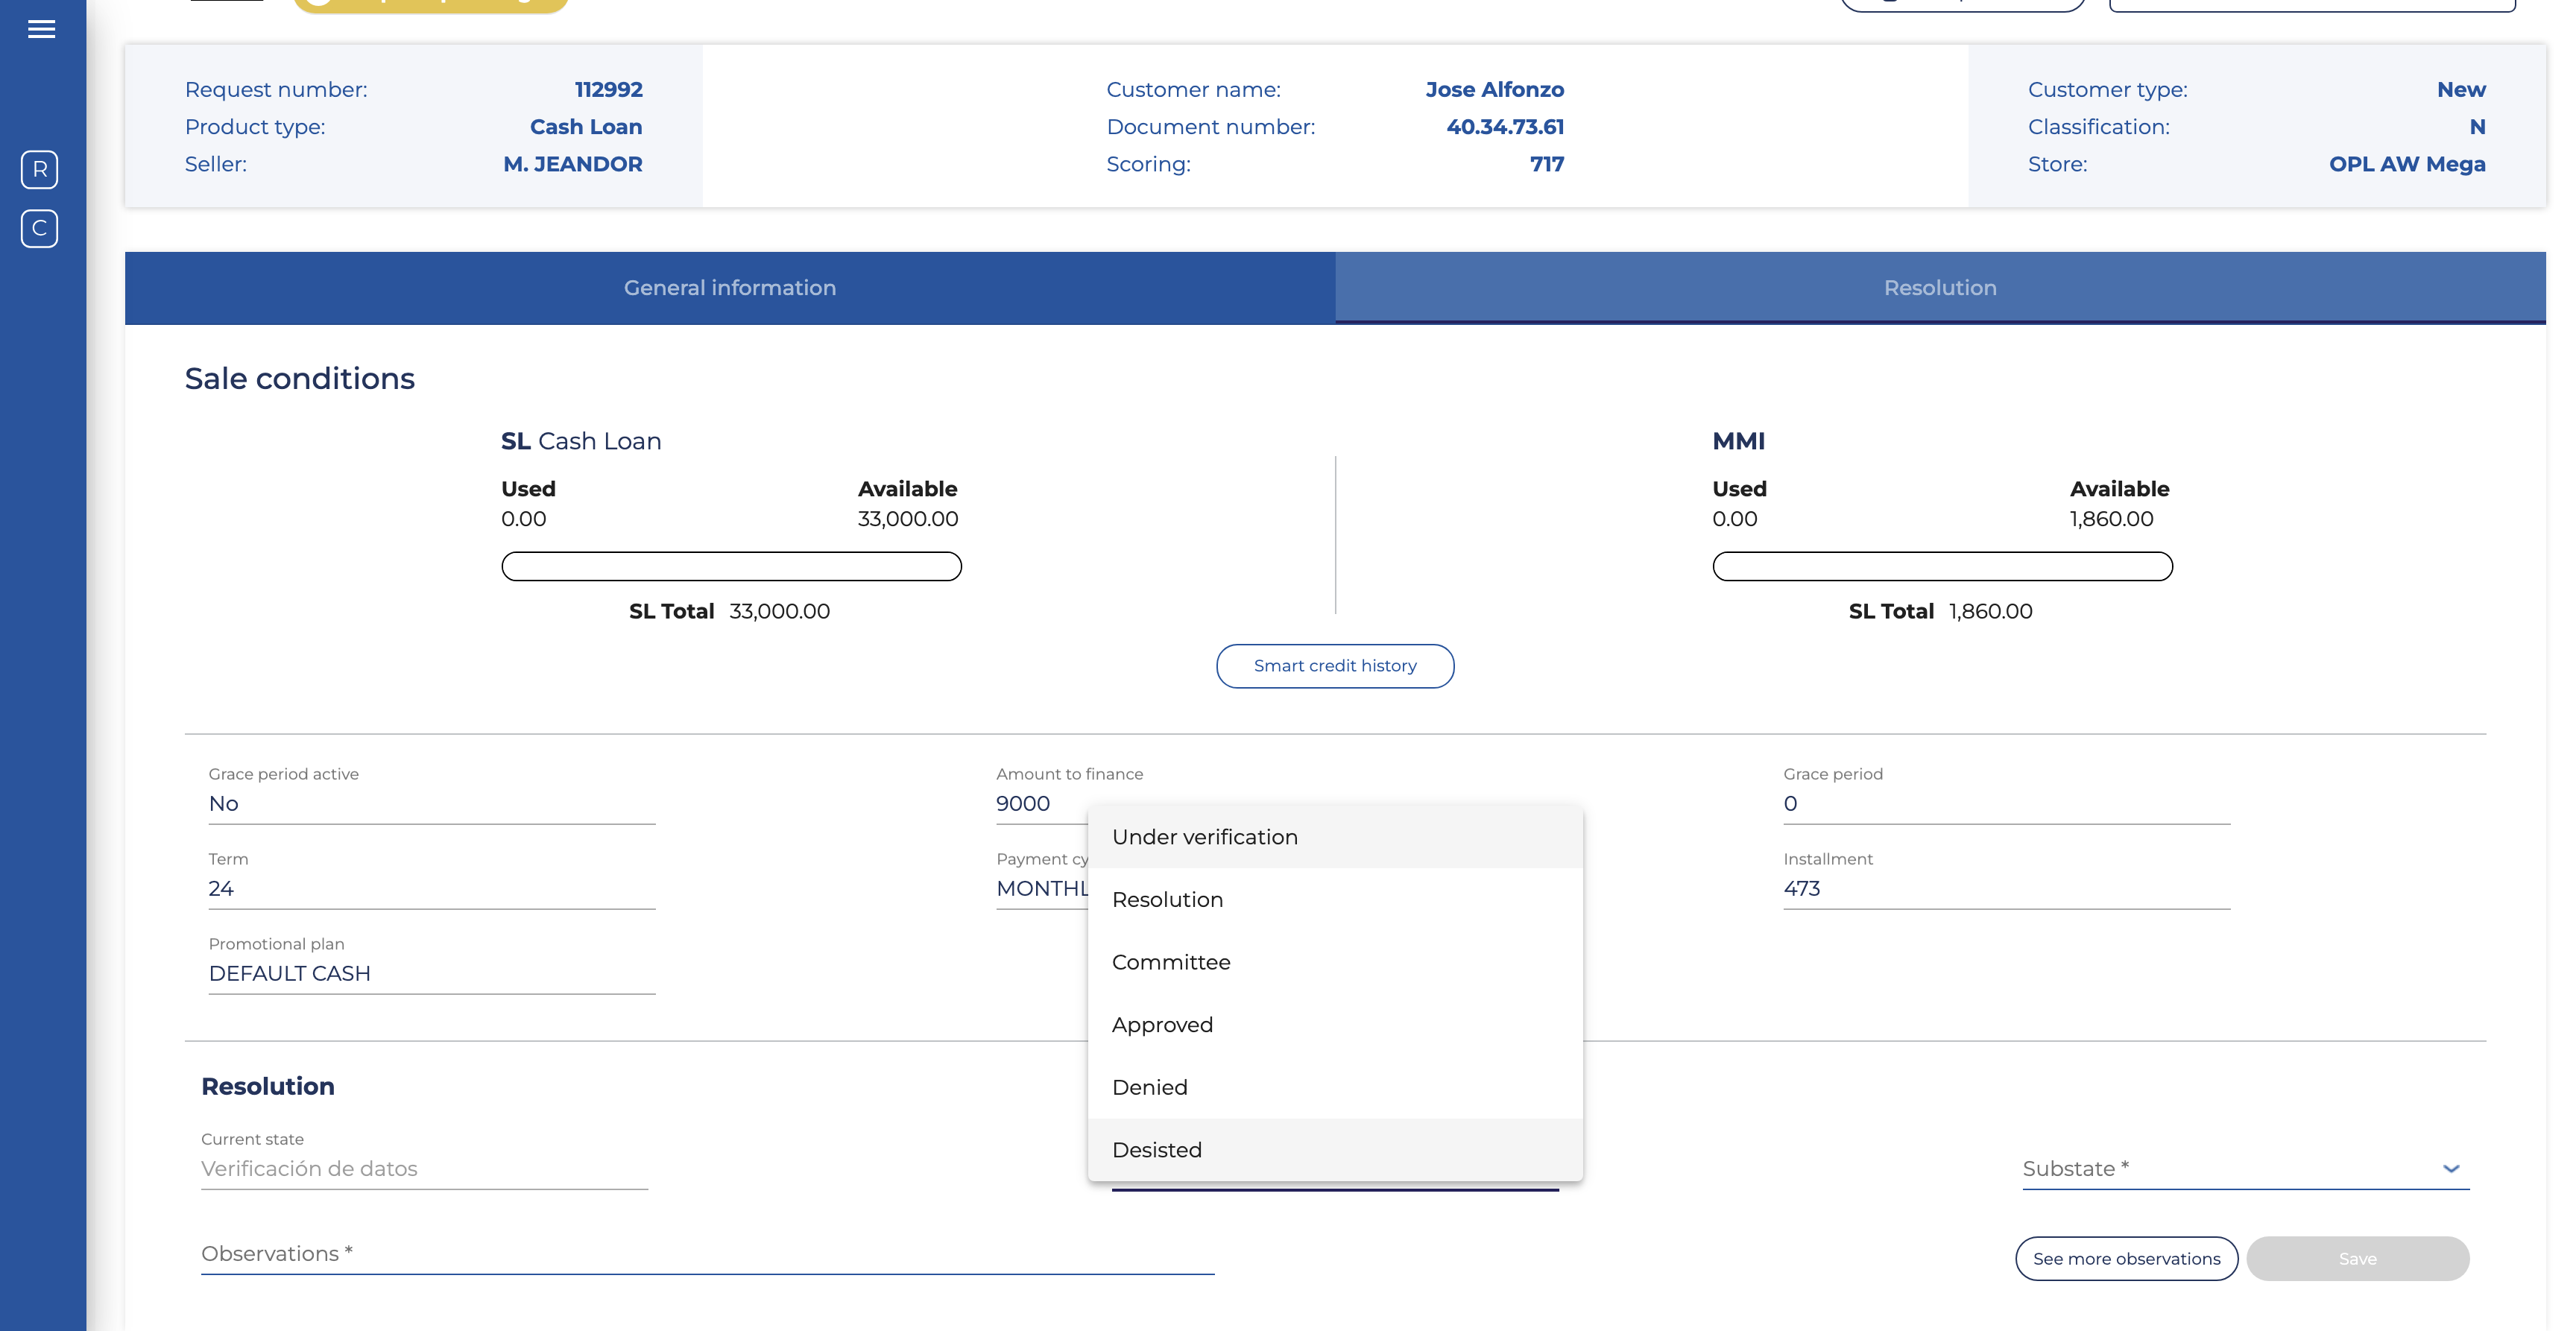 R
C
Request number: 112992
Product type: Cash Loan
Seller: M. JEANDOR
Customer name: Jose Alfonzo
Document number: 40.34.73.61
Scoring: 717
Customer type: New
Classification: N
Store: OPL AW Mega
General information
Resolution
Sale conditions
SL Cash Loan
Used Available
0.00 33,000.00
SL Total 33,000.00
MMI
Used Available
0.00 1,860.00
SL Total 1,860.00
Smart credit history
Grace period active
No
Amount to finance
9000
Grace period
0
Term
24
Payment
Installment
473
Promotional plan
DEFAULT CASH
Under verification
Resolution
Committee
Approved
Denied
Desisted
Resolution
Current state
Verificación de datos
Substate *
Observations *
See more observations
Save